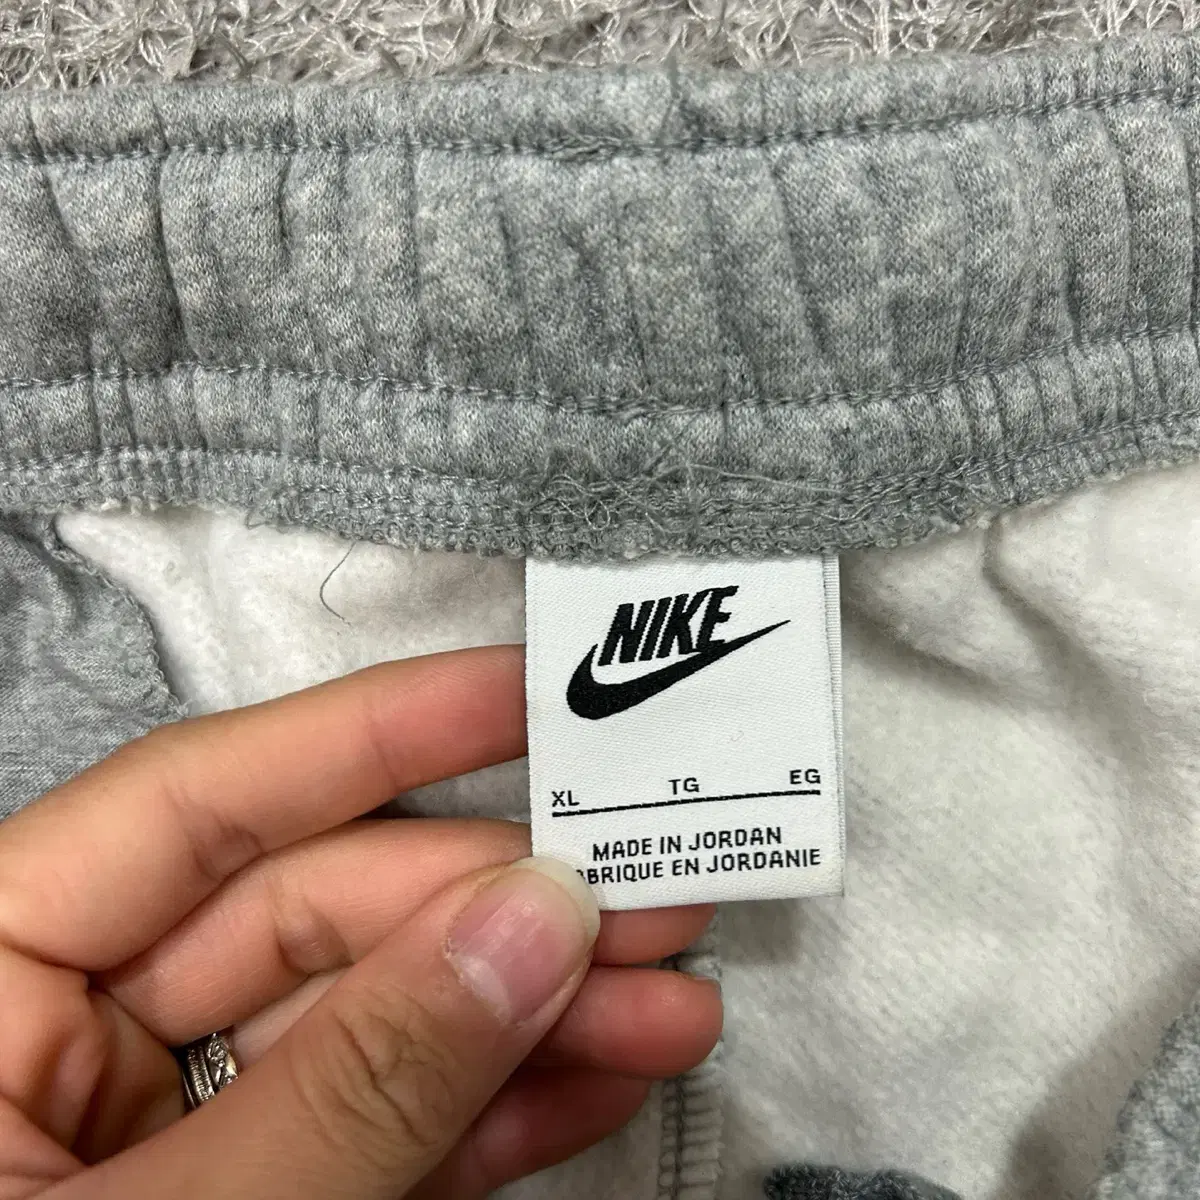 NIKE
XL TG EG
MADE IN JORDAN
BRIQUE EN JORDANIE